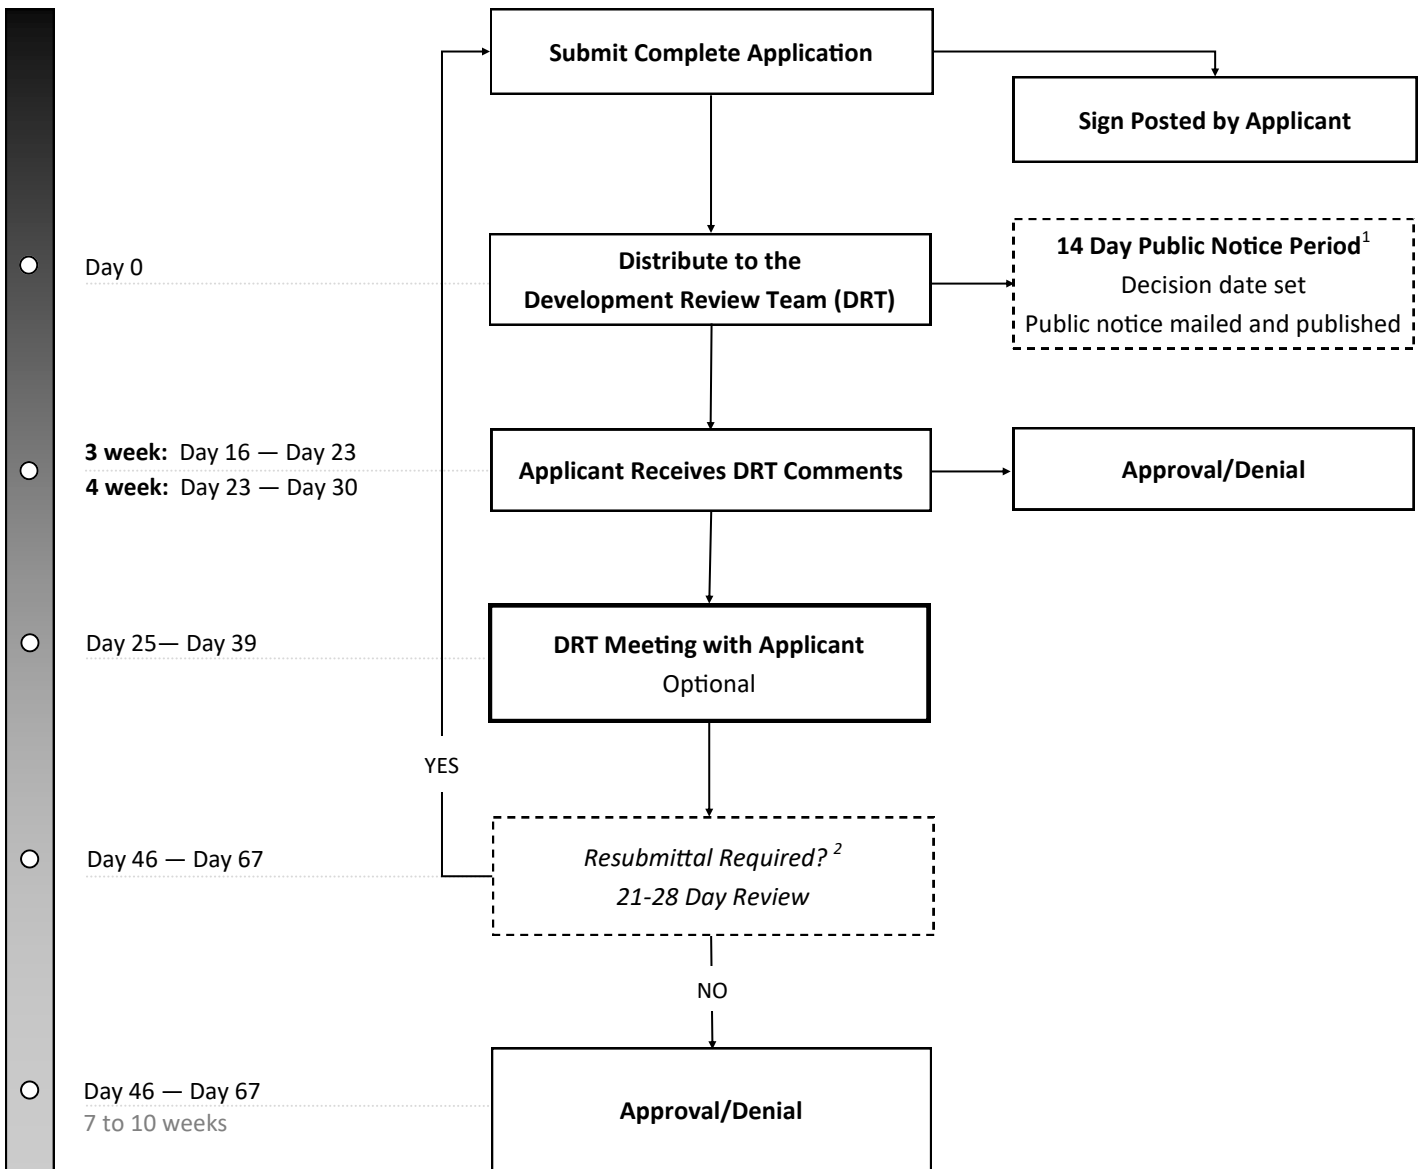 Submit Complete Application
Sign Posted by Applicant
Day 0
Distribute to the
Development Review Team (DRT)
14 Day Public Notice Period1
Decision date set
Public notice mailed and published
3 week: Day 16 — Day 23
4 week: Day 23 — Day 30
Applicant Receives DRT Comments
Approval/Denial
Day 25— Day 39
DRT Meeting with Applicant
Optional
YES
Day 46 — Day 67
Resubmittal Required? 2
21-28 Day Review
NO
Day 46 — Day 67
7 to 10 weeks
Approval/Denial